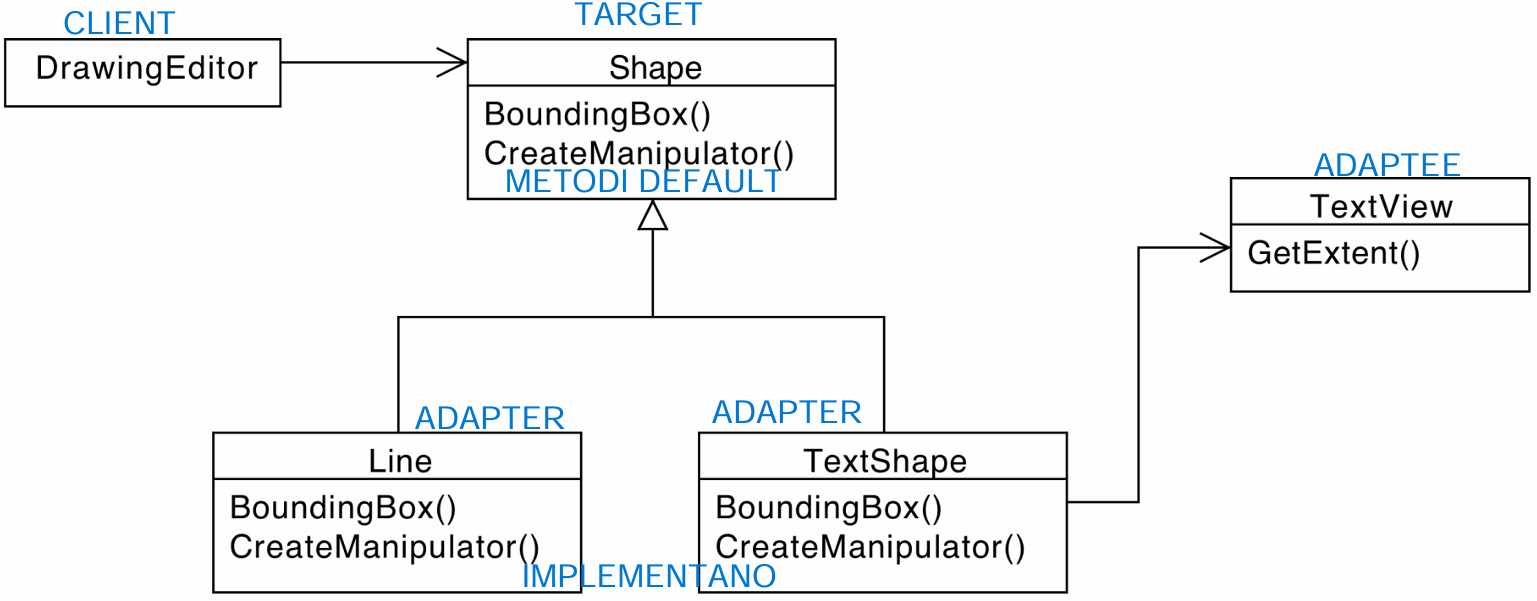 CLIENT
DrawingEditor
TARGET
Shape
BoundingBox()
CreateManipulator()
METODI DEFAULT
ADAPTEE
TextView
GetExtent()
ADAPTER
Line
BoundingBox()
CreateManipulator()
ADAPTER
TextShape
BoundingBox()
CreateManipulator()
IMPLEMENTANO